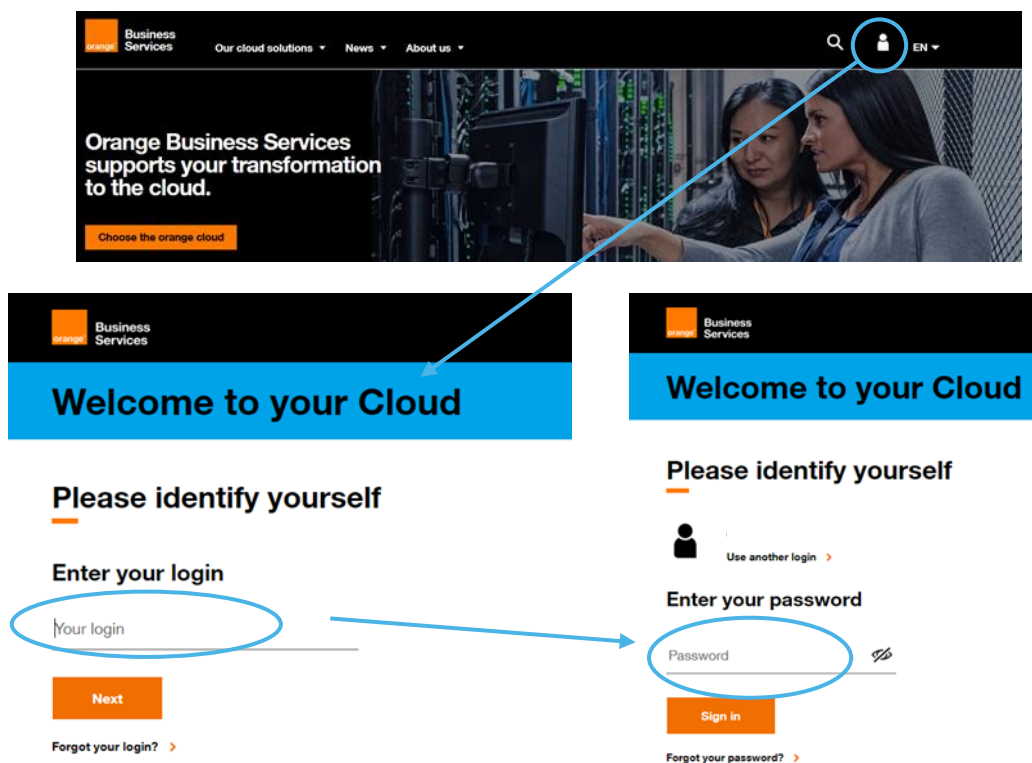 Business
Services
orange
Our cloud solutions
News
About us
EN
Orange Business Services
supports your transformation
to the cloud.
Choose the orange cloud
Business
Services
orange
Welcome to your Cloud
Please identify yourself
Enter your login
Your login
Next
Forgot your login? >
Business
Services
orange
Welcome to your Cloud
Please identify yourself
Use another login >
Enter your password
Password
Sign in
Forgot your password? >